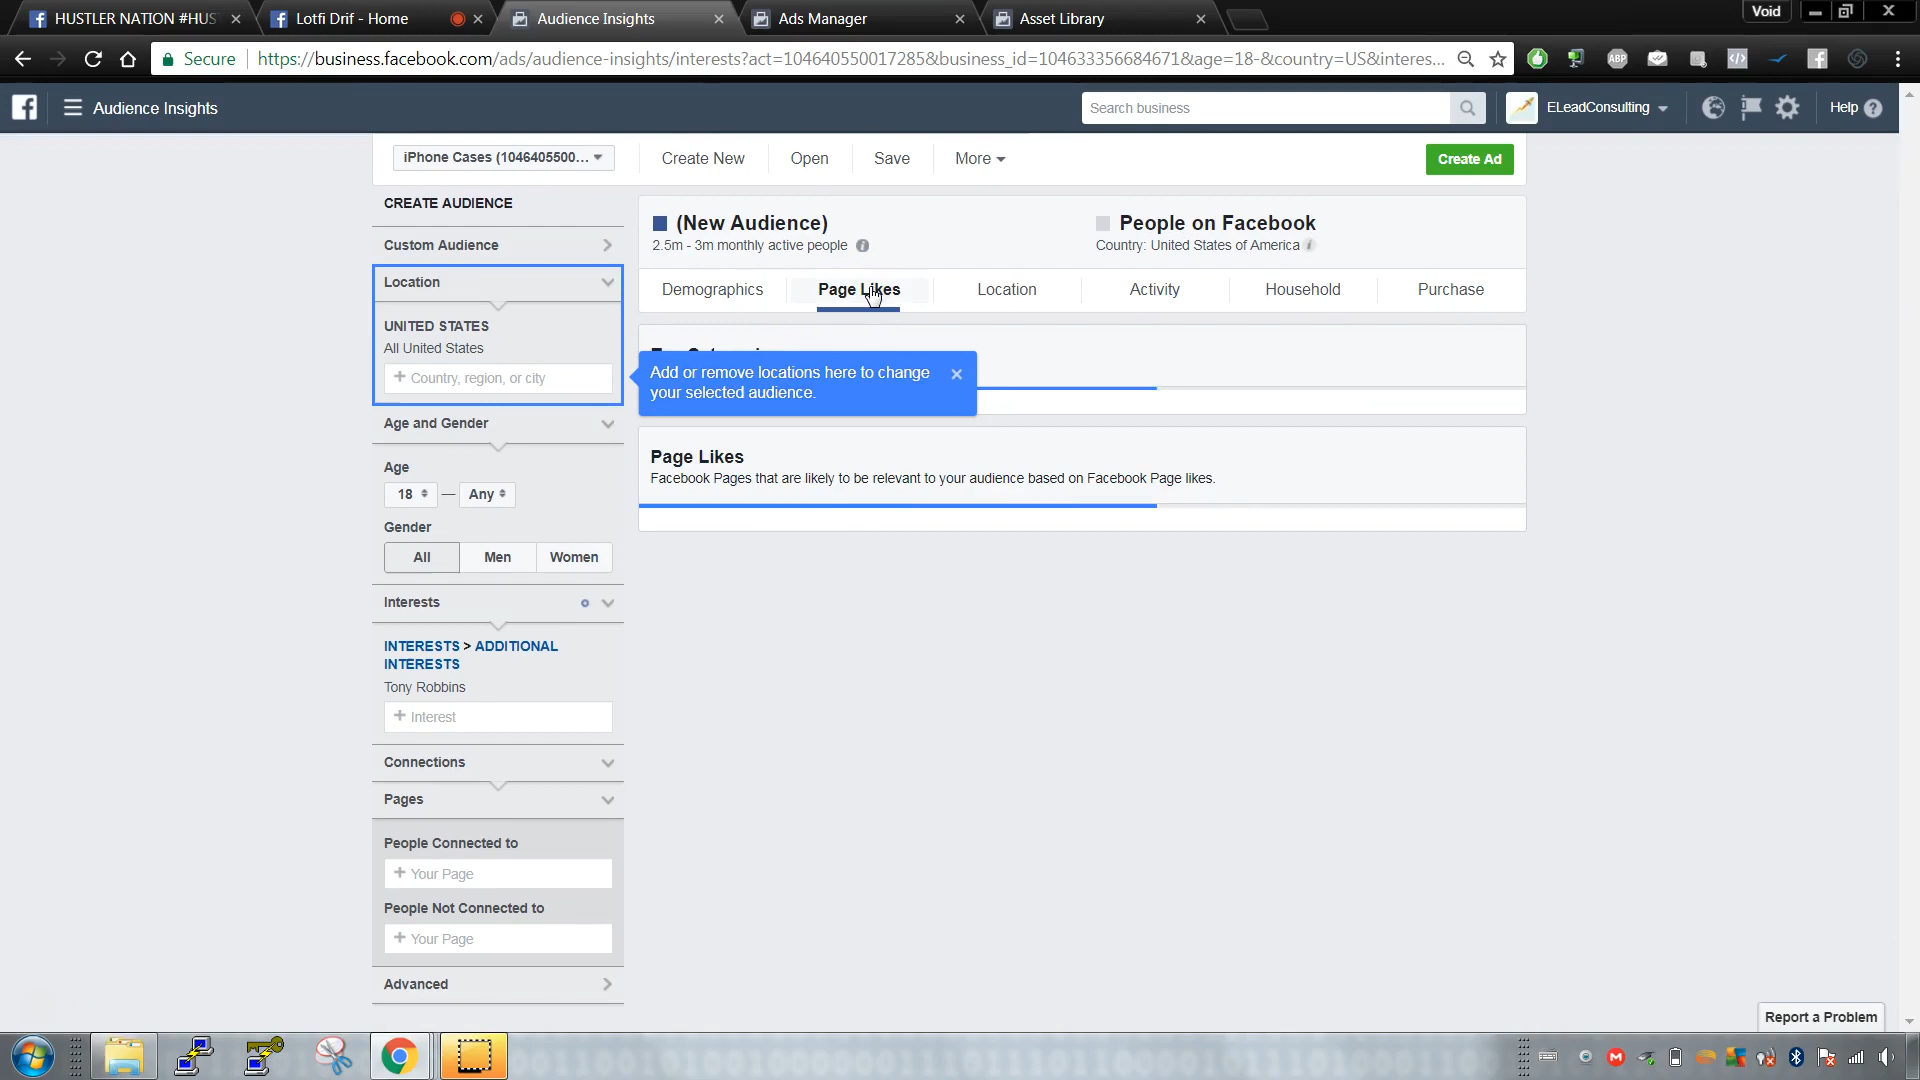 HUSTLER NATION #HUS
Lotfi Drif - Home
Audience Insights
Ads Manager
Asset Library
Void
Secure
https://business.facebook.com/ads/audience-insights/interests?act=104640550017285&business_id=104633356684671&age=18-&country=US&interes...
ABP
Audience Insights
Search business
ELeadConsulting
Help
iPhone Cases (1046405500...
Create New
Open
Save
More
Create Ad
CREATE AUDIENCE
Custom Audience
Location
UNITED STATES
All United States
+ Country, region, or city
Age and Gender
Age
18 — Any
Gender
All
Men
Women
Interests
INTERESTS > ADDITIONAL
INTERESTS
Tony Robbins
+ Interest
Connections
Pages
People Connected to
+ Your Page
People Not Connected to
+ Your Page
Advanced
(New Audience)
2.5m - 3m monthly active people
People on Facebook
Country: United States of America
Demographics
Page Likes
Location
Activity
Household
Purchase
Add or remove locations here to change
your selected audience.
Page Likes
Facebook Pages that are likely to be relevant to your audience based on Facebook Page likes.
Report a Problem